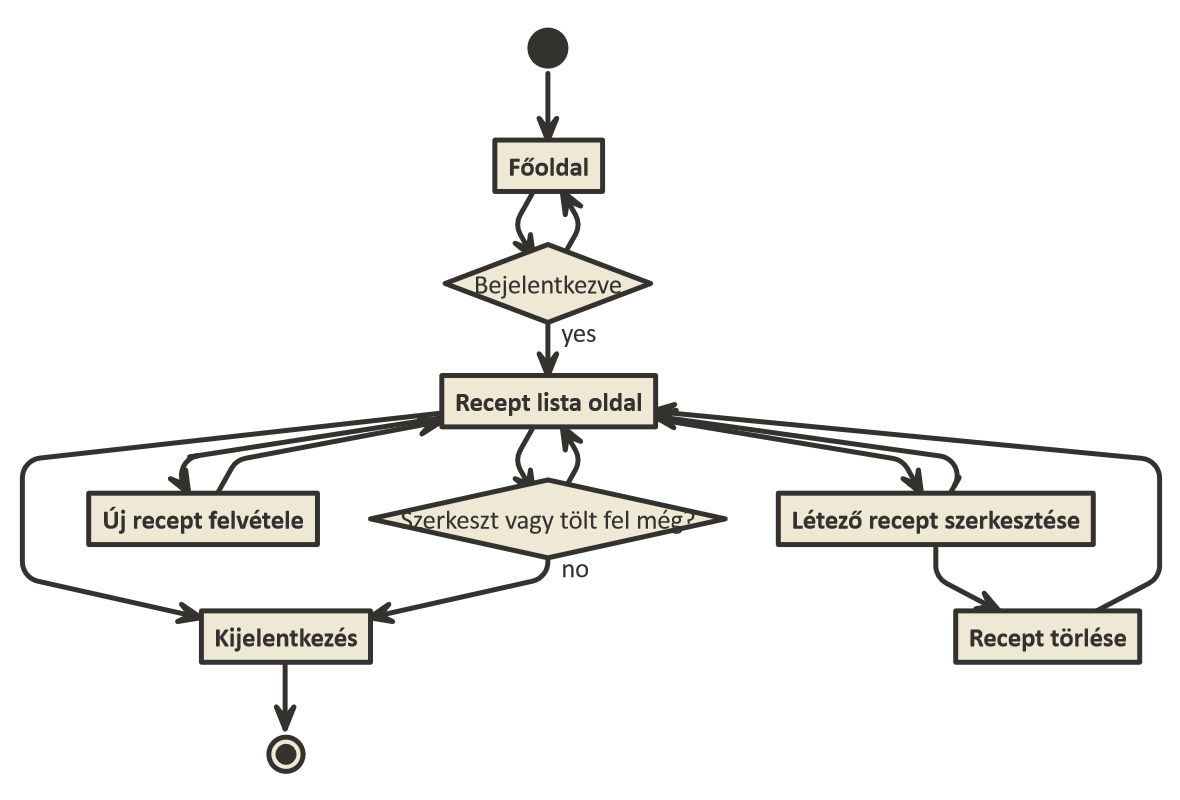 Főoldal
Bejelentkezve
yes
Recept lista oldal
Új recept felvétele
Szerkeszt vagy tölt fel még?
Létező recept szerkesztése
no
Kijelentkezés
Recept törlése